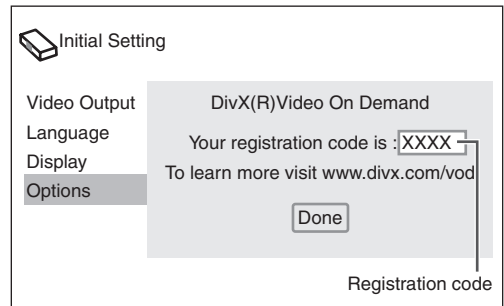 Initial Setting
Video Output
Language
Display
Options
DivX(R)Video On Demand
Your registration code is : XXXX
To learn more visit www.divx.com/vod
Done
Registration code